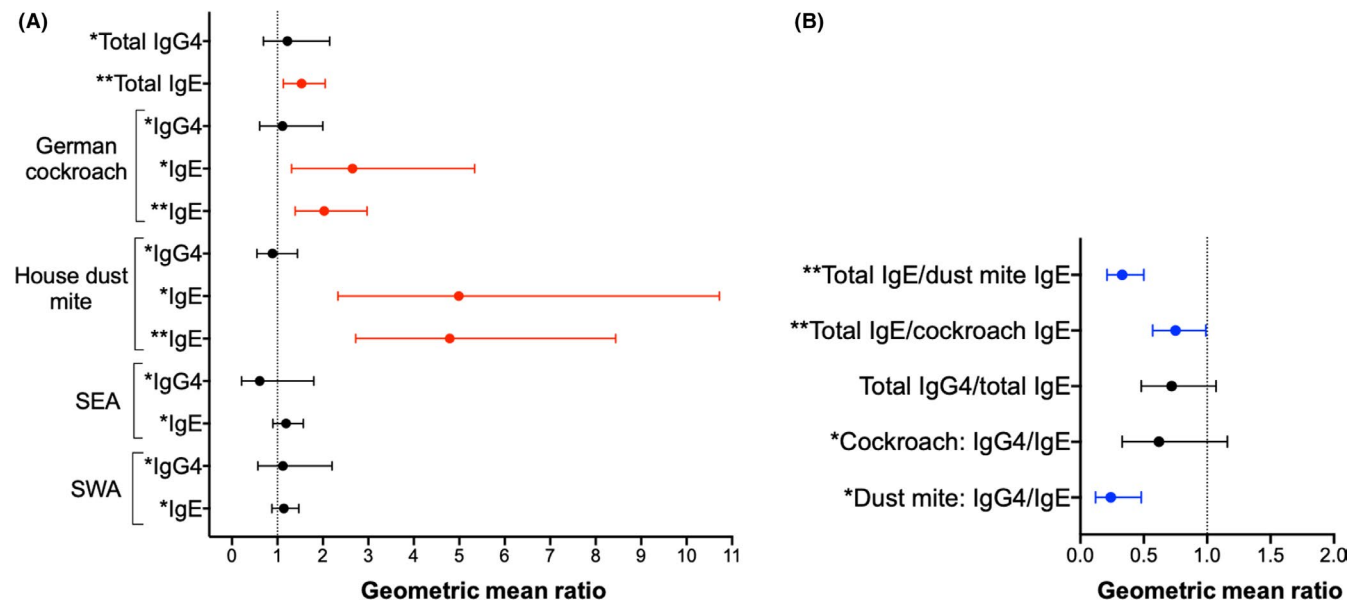 (A)
*Total IgG4
**Total IgE
German
cockroach
*IgG4
*IgE
**IgE
House dust
mite
*IgG4
*IgE
**IgE
SEA
*IgG4
*IgE
SWA
*IgG4
*IgE
0 1 2 3 4 5 6 7 8 9 10 11
Geometric mean ratio
(B)
**Total IgE/dust mite IgE
**Total IgE/cockroach IgE
Total IgG4/total IgE
*Cockroach: IgG4/IgE
*Dust mite: IgG4/IgE
0.0 0.5 1.0 1.5 2.0
Geometric mean ratio